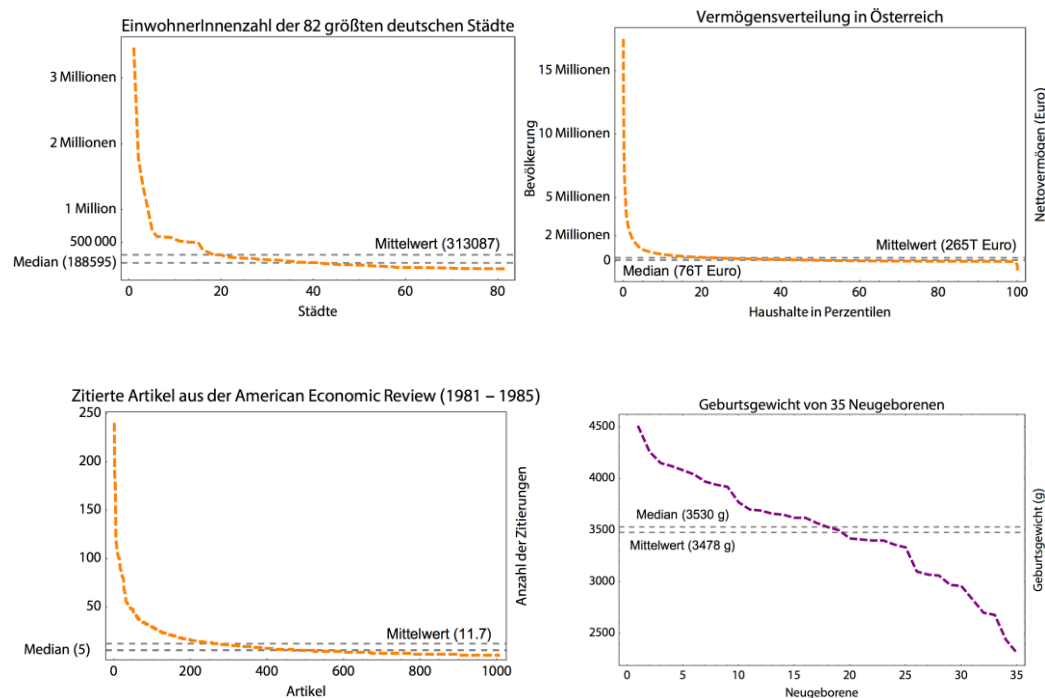 EinwohnerInnenzahl der 82 größten deutschen Städte
3 Millionen
2 Millionen
1 Million
500 000
Median (188595)
Mittelwert (313087)
Bevölkerung
0 20 40 60 80
Städte
Vermögensverteilung in Österreich
15 Millionen
10 Millionen
5 Millionen
2 Millionen
0
Mittelwert (265T Euro)
Median (76T Euro)
Nettovermögen (Euro)
0 20 40 60 80 100
Haushalte in Perzentilen
Zitierte Artikel aus der American Economic Review (1981 – 1985)
250
200
150
100
50
Median (5)
Mittelwert (11.7)
Anzahl der Zitierungen
0 200 400 600 800 1000
Artikel
Geburtsgewicht von 35 Neugeborenen
4500
4000
3500
3000
2500
Median (3530 g)
Mittelwert (3478 g)
Geburtsgewicht (g)
0 5 10 15 20 25 30 35
Neugeborene